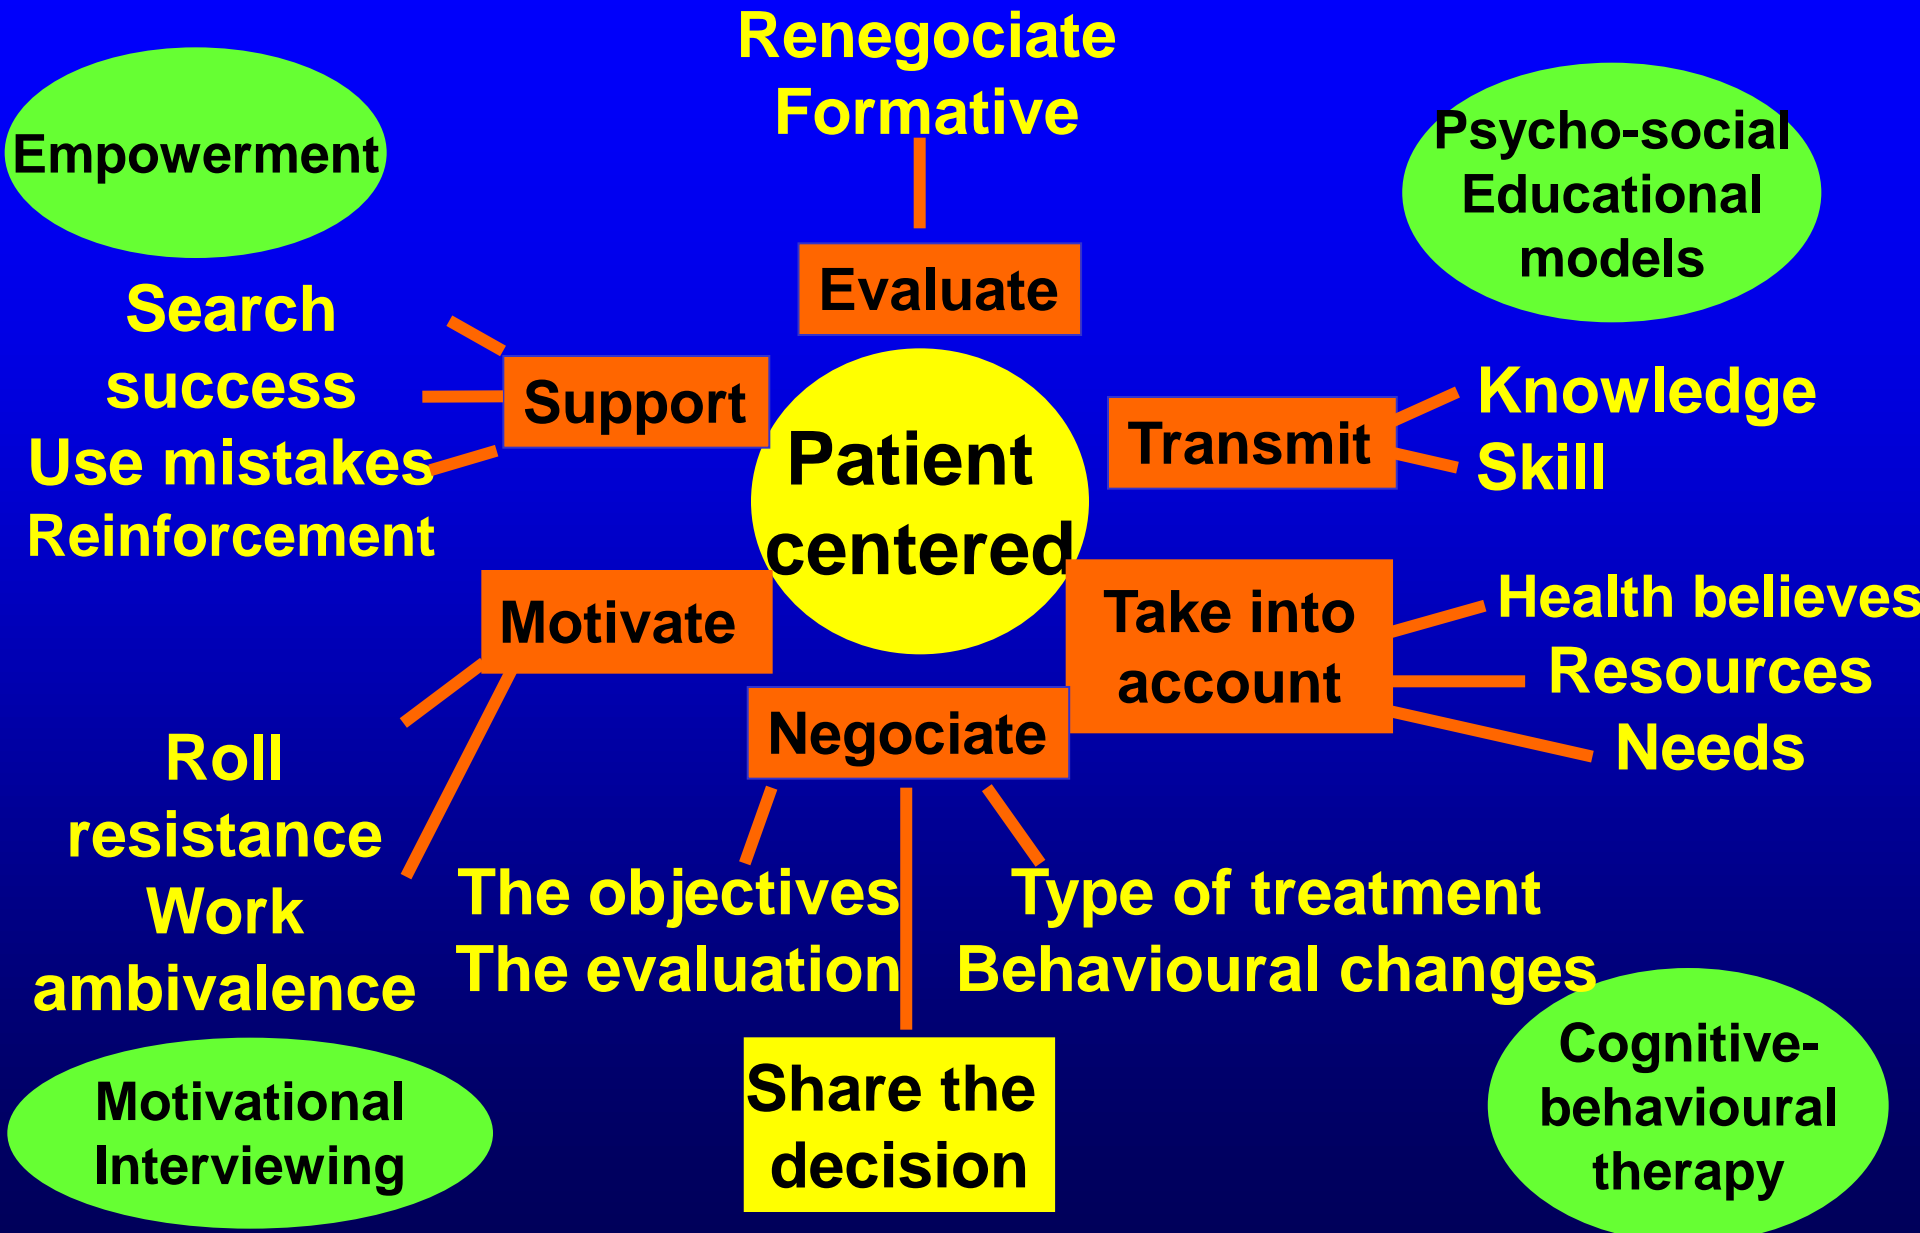 Renegociate
Formative
Empowerment
Psycho-social
Educational
models
Evaluate
Search
success
Use mistakes
Reinforcement
Support
Patient
centered
Transmit
Knowledge
Skill
Motivate
Take into
account
Health believes
Resources
Needs
Negociate
Roll
resistance
Work
ambivalence
The objectives
The evaluation
Type of treatment
Behavioural changes
Motivational
Interviewing
Share the
decision
Cognitive-
behavioural
therapy